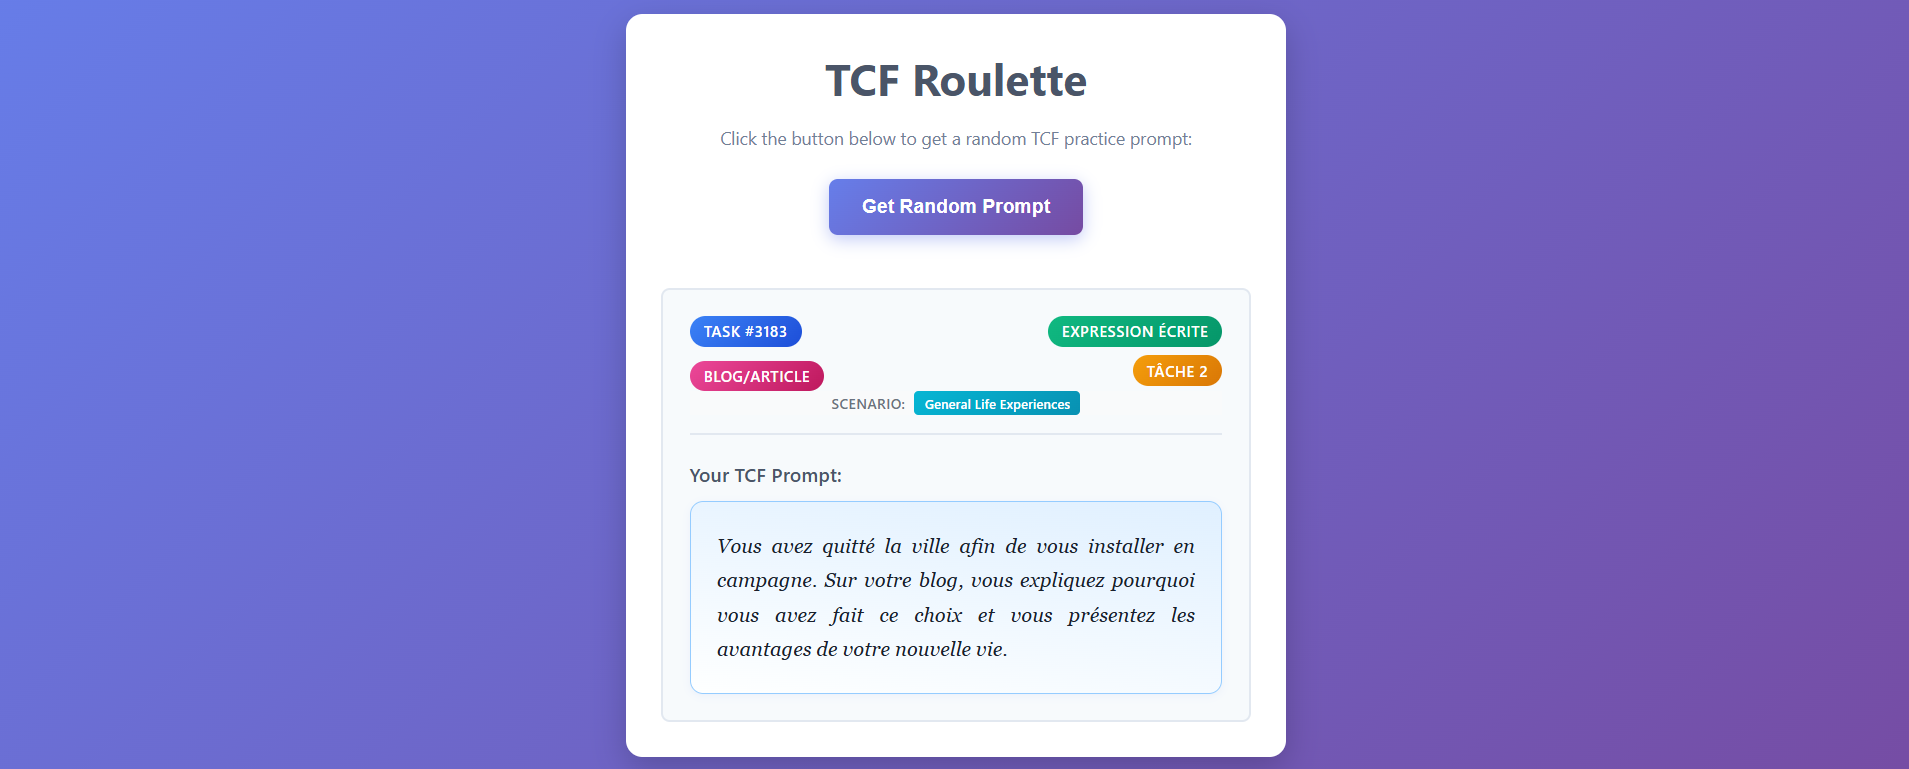 TCF Roulette
Click the button below to get a random TCF practice prompt:
Get Random Prompt
TASK #3183
EXPRESSION ÉCRITE
BLOG/ARTICLE
TÂCHE 2
SCENARIO: General Life Experiences
Your TCF Prompt:
Vous avez quitté la ville afin de vous installer en
campagne. Sur votre blog, vous expliquez pourquoi
vous avez fait ce choix et vous présentez les
avantages de votre nouvelle vie.